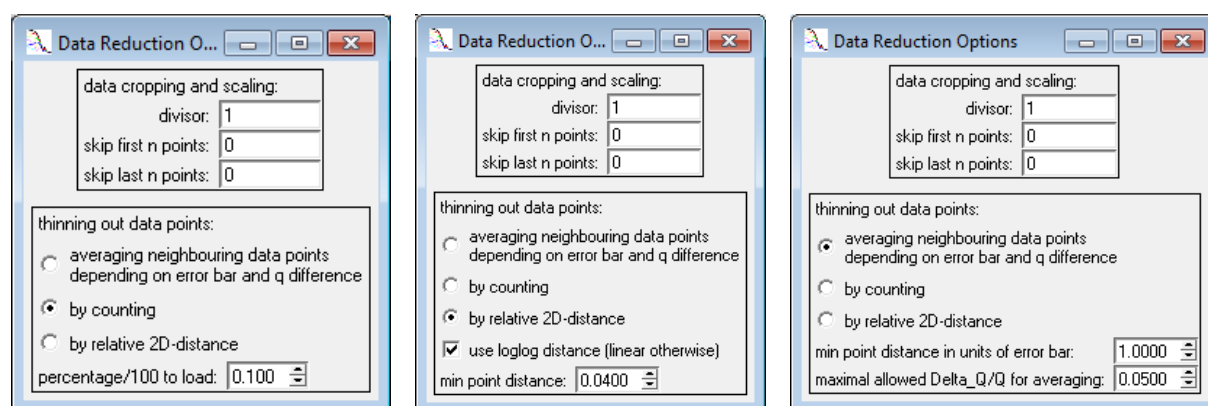 Data Reduction O...
data cropping and scaling:
divisor: 1
skip first n points: 0
skip last n points: 0
thinning out data points:
averaging neighbouring data points
depending on error bar and q difference
by counting
by relative 2D-distance
percentage/100 to load: 0.100
Data Reduction O...
data cropping and scaling:
divisor: 1
skip first n points: 0
skip last n points: 0
thinning out data points:
averaging neighbouring data points
depending on error bar and q difference
by counting
by relative 2D-distance
use loglog distance (linear otherwise)
min point distance: 0.0400
Data Reduction Options
data cropping and scaling:
divisor: 1
skip first n points: 0
skip last n points: 0
thinning out data points:
averaging neighbouring data points
depending on error bar and q difference
by counting
by relative 2D-distance
min point distance in units of error bar: 1.0000
maximal allowed Delta_Q/Q for averaging: 0.0500